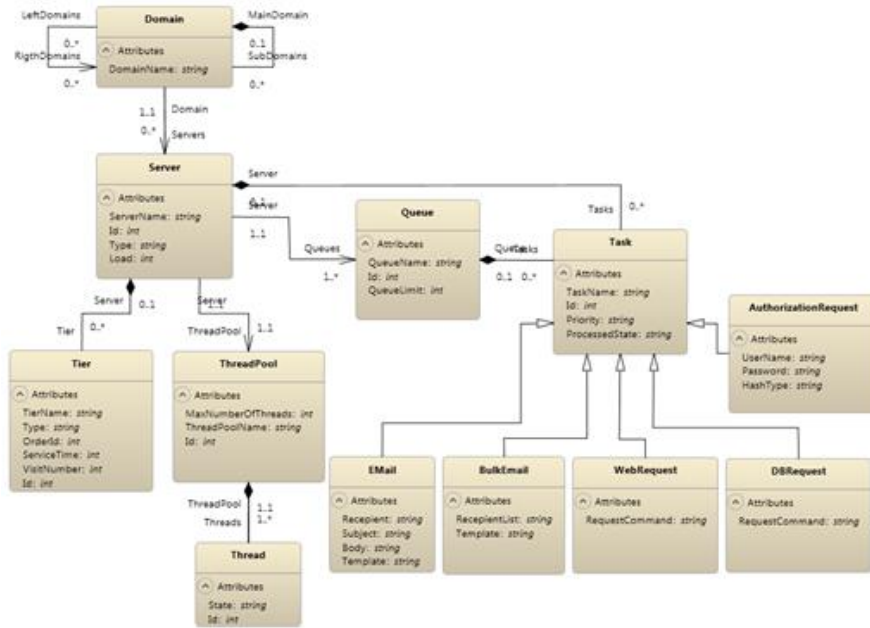 LeftDomains
Domain
MainDomain
0..*
0..1
Attributes
RigthDomains
SubDomains
DomainName: string
0..*
0..*
Domain
1..1
0..*
Servers
Server
Server
Attributes
0..1
Server
ServerName: string
1..1
Id: int
Type: string
Load: int
Queues
1..*
Queue
Attributes
QueueName: string
Id: int
QueueLimit: int
Tasks
0..*
Tasks
0..1
0..*
Task
Attributes
TaskName: string
Id: int
Priority: string
ProcessedState: string
AuthorizationRequest
Attributes
UserName: string
Password: string
HashType: string
Server
0..1
Server
1..1
Tier
0..*
ThreadPool
1..1
Tier
Attributes
TierName: string
Type: string
OrderId: int
ServiceTime: int
VisitNumber: int
Id: int
ThreadPool
Attributes
MaxNumberOfThreads: int
ThreadPoolName: string
Id: int
ThreadPool
1..1
Threads
1..*
Thread
Attributes
State: string
Id: int
EMail
Attributes
Recepient: string
Subject: string
Body: string
Template: string
BulkEmail
Attributes
RecepientList: string
Template: string
WebRequest
Attributes
RequestCommand: string
DBRequest
Attributes
RequestCommand: string